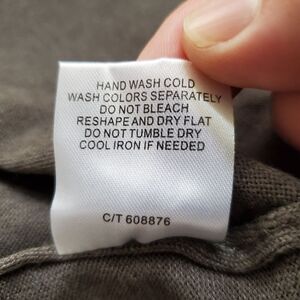 HAND WASH COLD
WASH COLORS SEPARATELY
DO NOT BLEACH
RESHAPE AND DRY FLAT
DO NOT TUMBLE DRY
COOL IRON IF NEEDED
C/T 608876